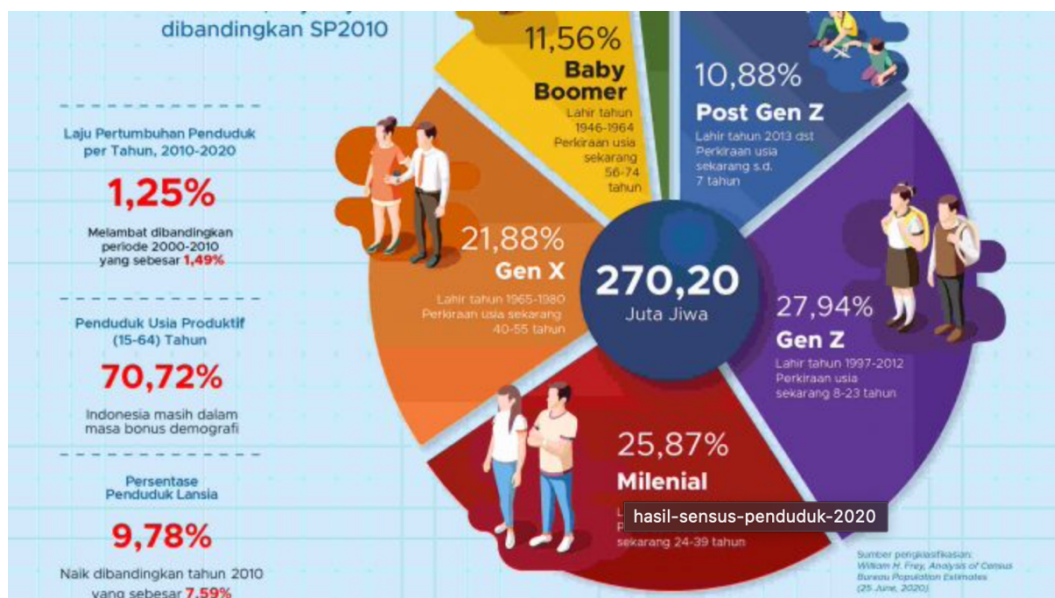 dibandingkan SP2010
Laju Pertumbuhan Penduduk
per Tahun, 2010-2020
1,25%
Melambat dibandingkan
periode 2000-2010
yang sebesar 1,49%
Penduduk Usia Produktif
(15-64) Tahun
70,72%
Indonesia masih dalam
masa bonus demografi
Persentase
Penduduk Lansia
9,78%
Naik dibandingkan tahun 2010
yang sebesar 7,59%
11,56%
Baby
Boomer
Lahir tahun
1946-1964
Perkiraan usia
sekarang
56-74
tahun
10,88%
Post Gen Z
Lahir tahun 2013 dst
Perkiraan usia
sekarang s.d.
7 tahun
21,88%
Gen X
Lahir tahun 1965-1980
Perkiraan usia sekarang
40-55 tahun
270,20
Juta Jiwa
27,94%
Gen Z
Lahir tahun 1997-2012
Perkiraan usia
sekarang 8-23 tahun
25,87%
Milenial
hasil-sensus-penduduk-2020
sekarang 24-39 tahun
Sumber pengklasifikasian:
William H. Frey, Analysis of Census
Bureau Population Estimates
(25 June, 2020)